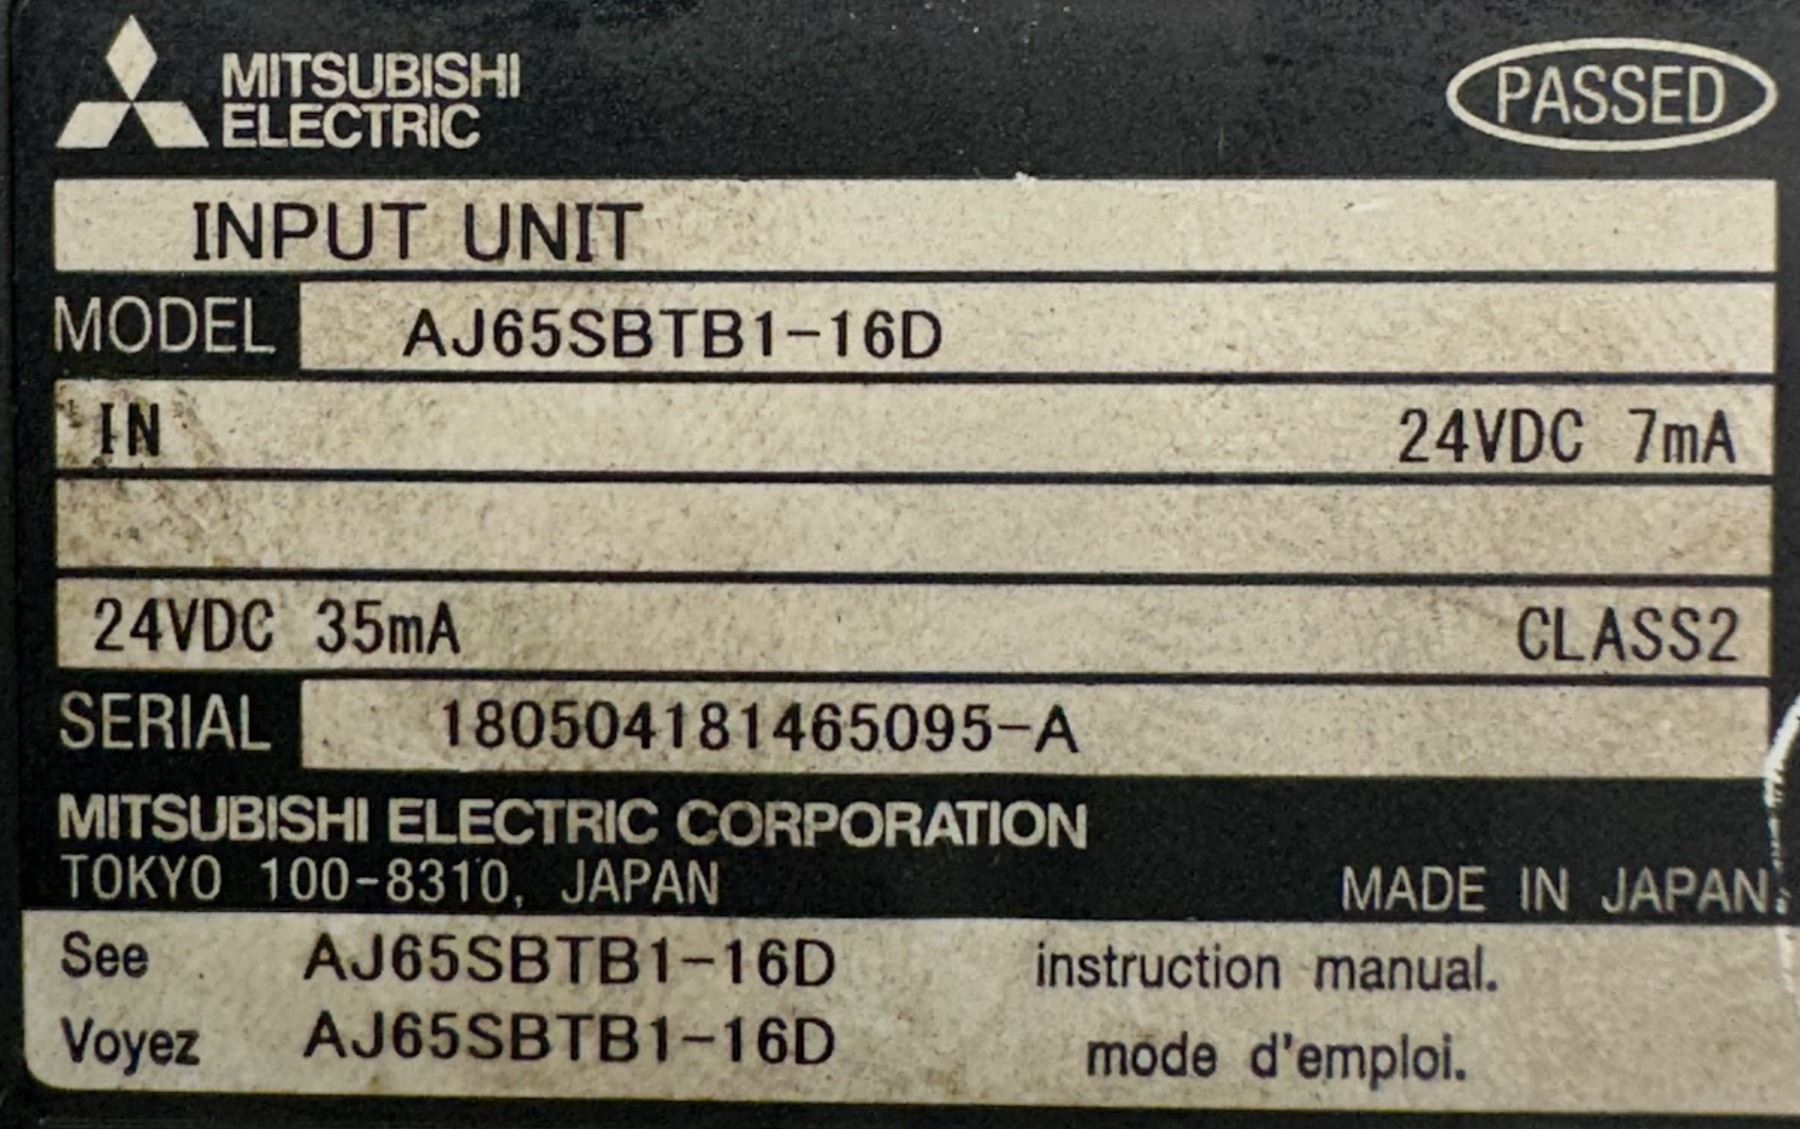 MITSUBISHI
ELECTRIC
PASSED
INPUT UNIT
MODEL AJ65SBTB1-16D
IN 24VDC 7mA
24VDC 35mA CLASS2
SERIAL 180504181465095-A
MITSUBISHI ELECTRIC CORPORATION
TOKYO 100-8310, JAPAN MADE IN JAPAN
See AJ65SBTB1-16D instruction manual.
Voyez AJ65SBTB1-16D mode d'emploi.